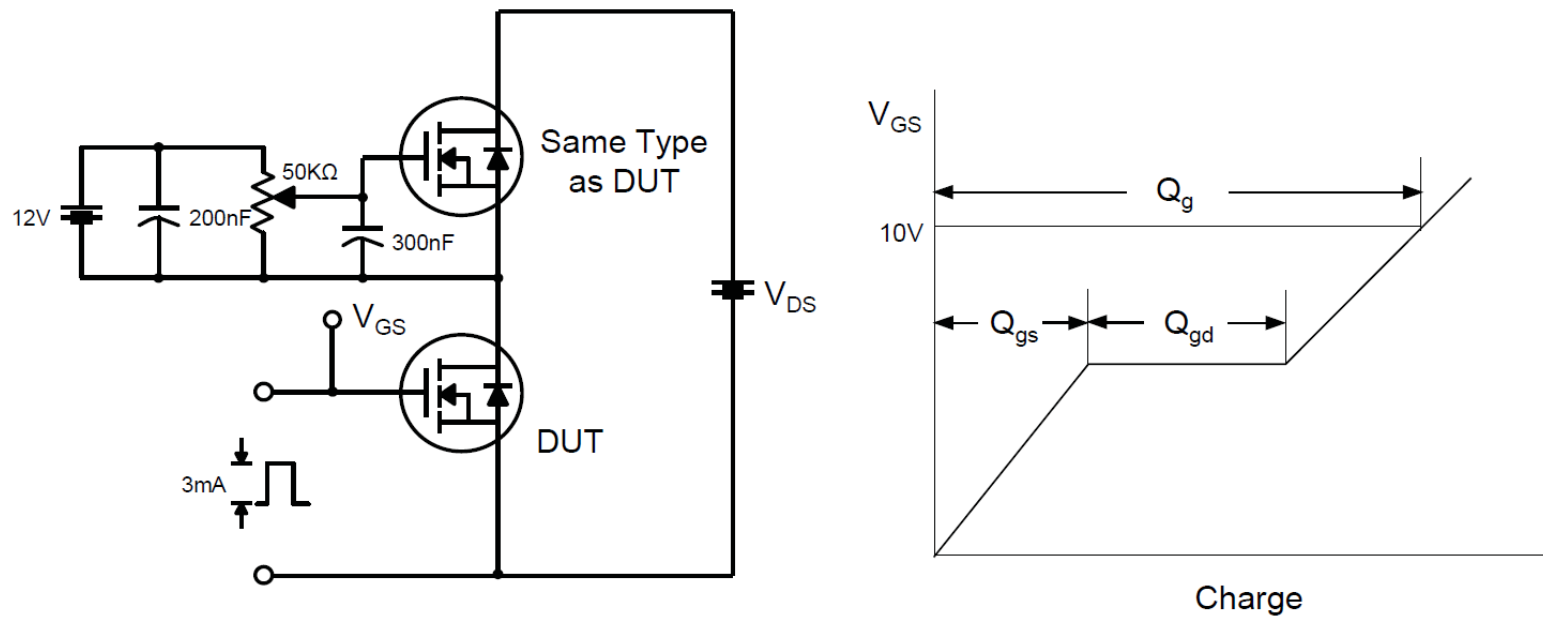 Same Type
as DUT
50KΩ
12V
200nF
300nF
V_GS
V_DS
DUT
3mA
V_GS
Q_g
10V
Q_gs
Q_gd
Charge